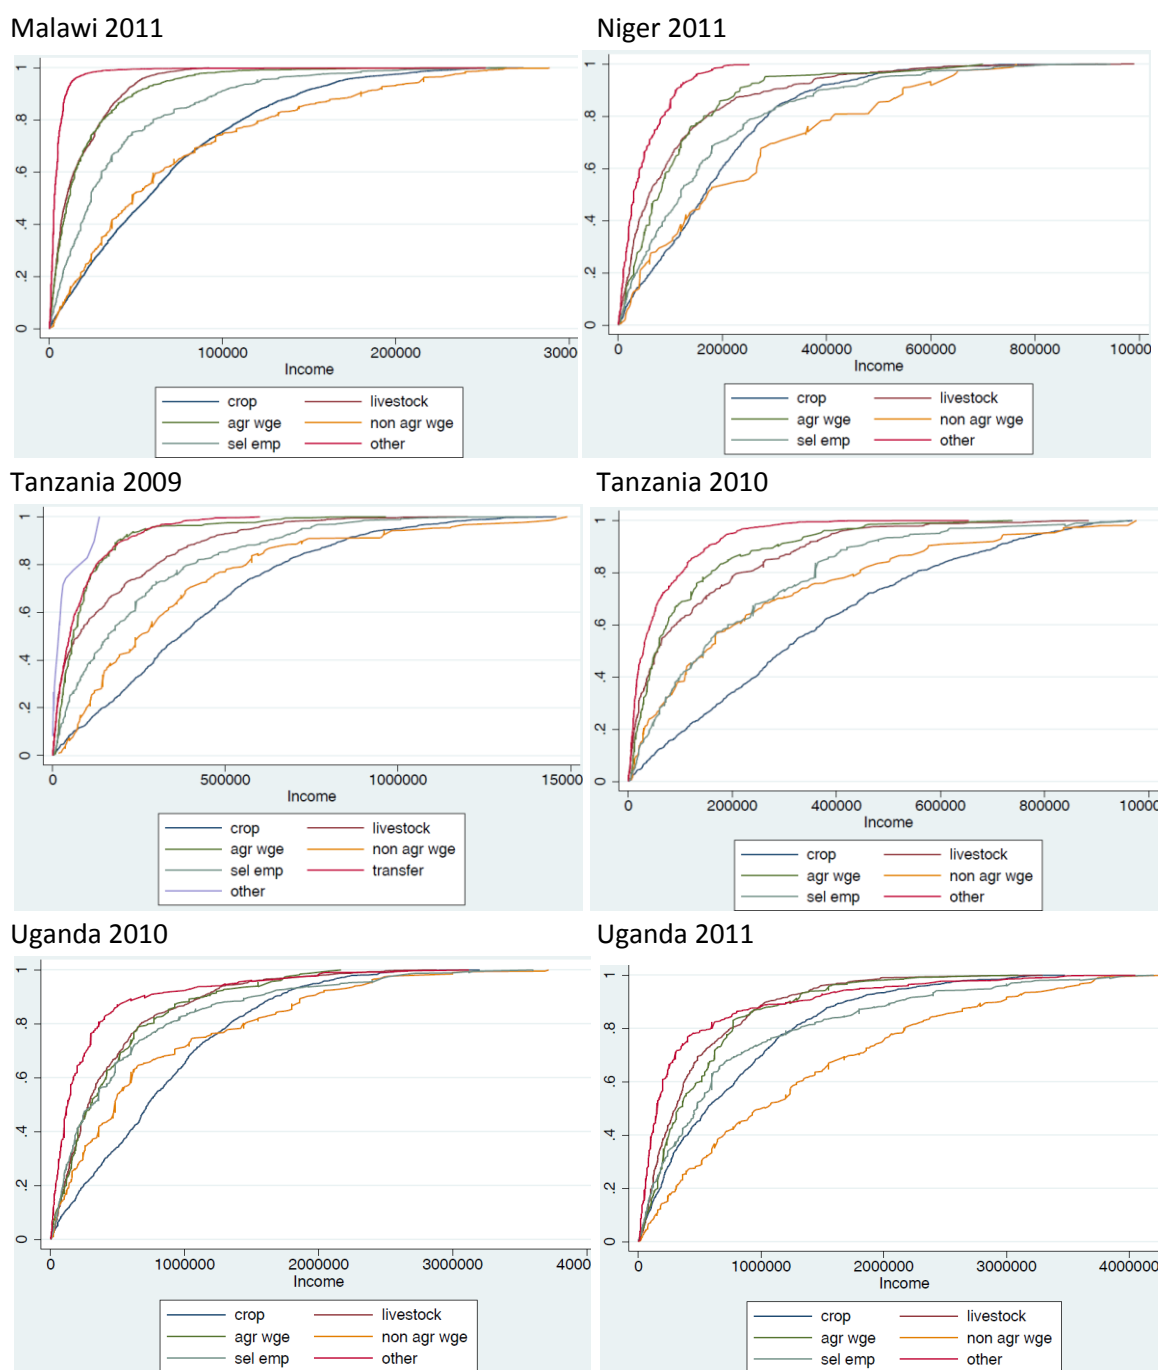 Malawi 2011
1
.8
.6
.4
.2
0
0 100000 200000 3000
Income
crop livestock
agr wge non agr wge
sel emp other
Niger 2011
1
.8
.6
.4
.2
0
0 200000 400000 600000 800000 10000
Income
crop livestock
agr wge non agr wge
sel emp other
Tanzania 2009
1
.8
.6
.4
.2
0
0 500000 1000000 15000
Income
crop livestock
agr wge non agr wge
sel emp transfer
other
Tanzania 2010
1
.8
.6
.4
.2
0
0 200000 400000 600000 800000 10000
Income
crop livestock
agr wge non agr wge
sel emp other
Uganda 2010
1
.8
.6
.4
.2
0
0 1000000 2000000 3000000 4000
Income
crop livestock
agr wge non agr wge
sel emp other
Uganda 2011
1
.8
.6
.4
.2
0
0 1000000 2000000 3000000 4000000
Income
crop livestock
agr wge non agr wge
sel emp other